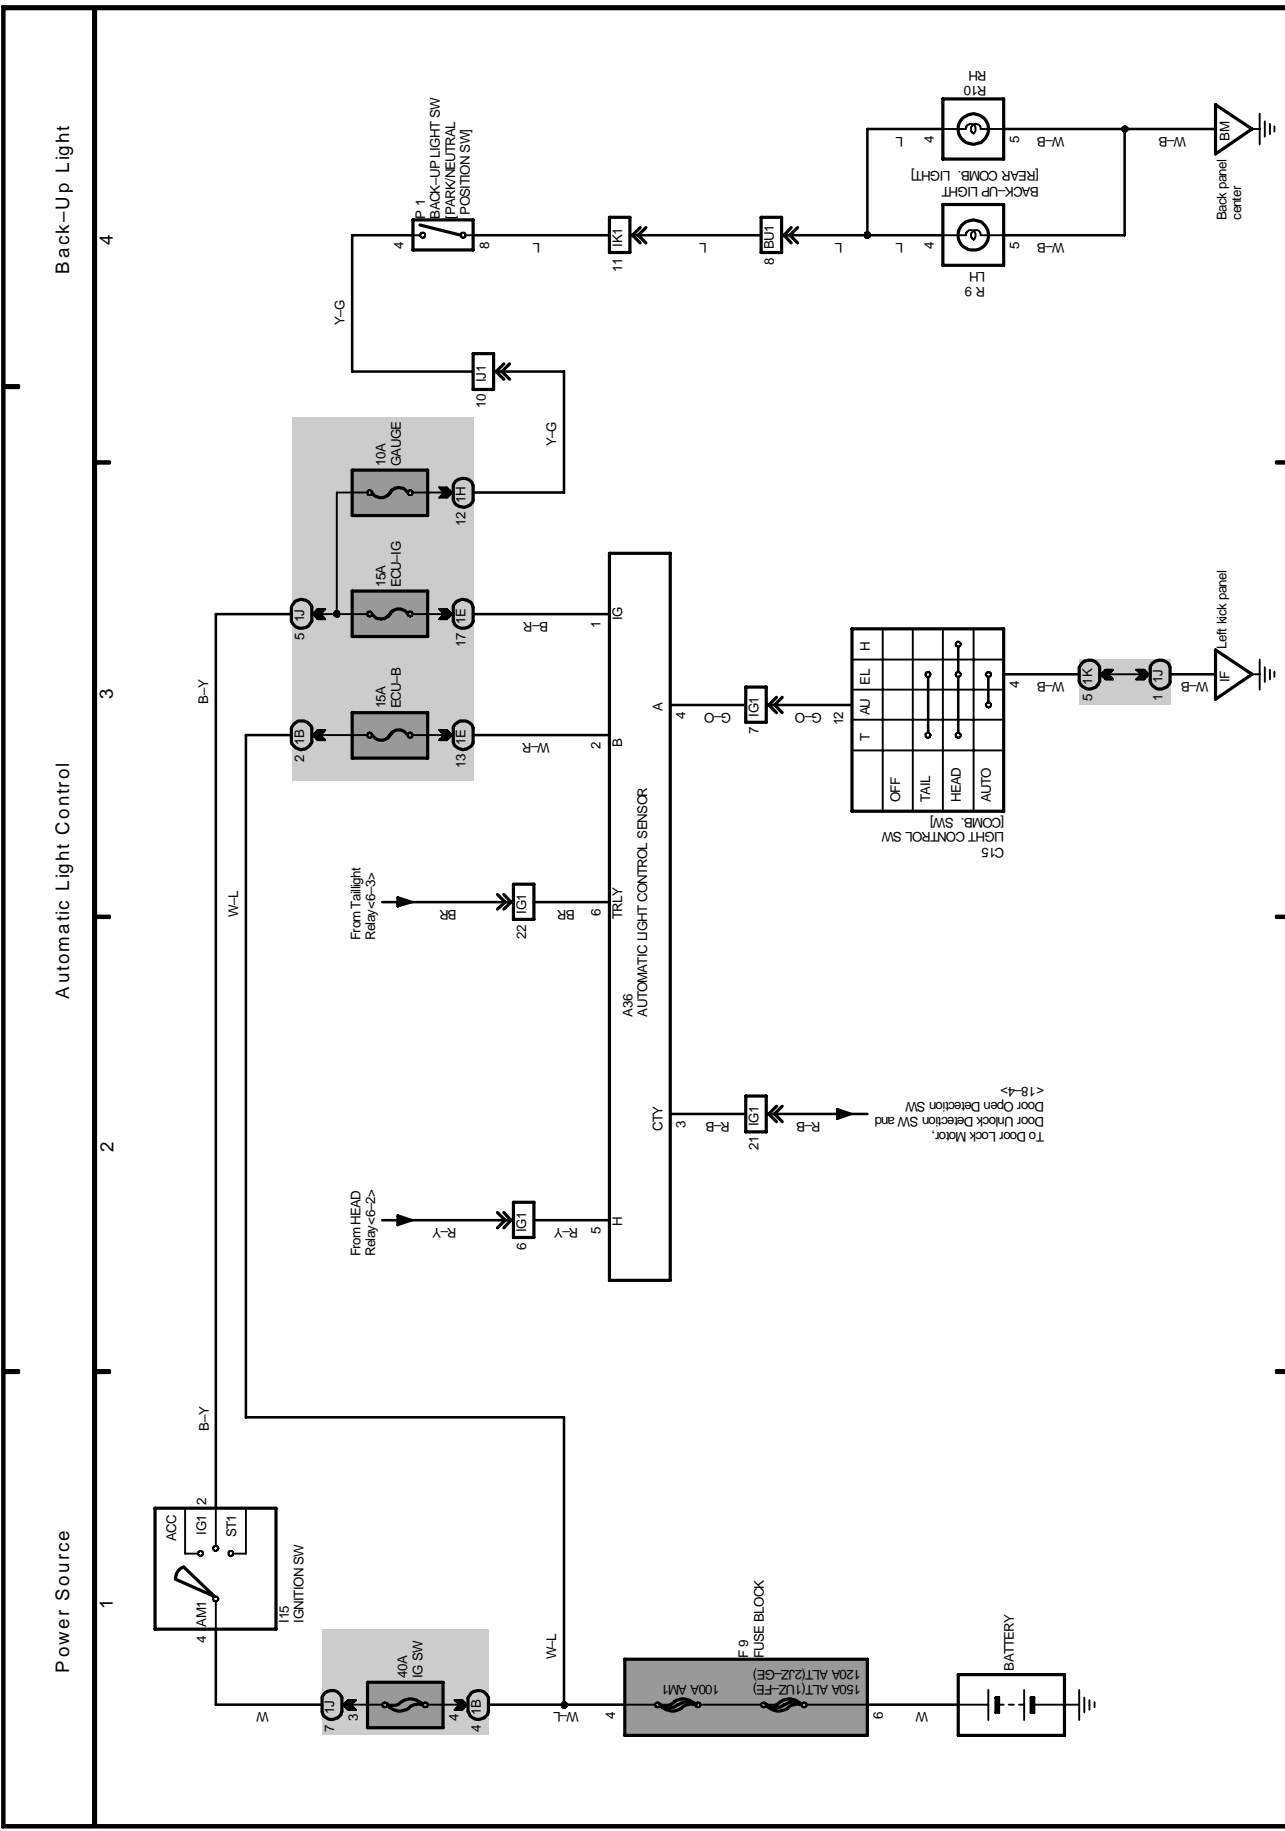 Power Source
Automatic Light Control
Back–Up Light
1
2
3
4
ACC
IG1
2
ST1
AM1
4
I15
IGNITION SW
B–Y
B–Y
W
W–L
W–L
7
1J
3
40A
IG SW
4
4
1B
W–L
4
F 9
FUSE BLOCK
100A AM1
150A ALT(1UZ–FE)
120A ALT(2JZ–GE)
6
W
BATTERY
From HEAD
Relay<6–2>
R–Y
6
IG1
R–Y
5
H
From Taillight
Relay<6–3>
BR
22
IG1
BR
6
TRLY
2
1B
15A
ECU–B
13
1E
W–R
2
B
5
1J
15A
ECU–IG
17
1E
B–R
1
IG
10A
GAUGE
12
1H
Y–G
10
IJ1
Y–G
A36
AUTOMATIC LIGHT CONTROL SENSOR
CTY
3
R–B
21
IG1
R–B
To Door Lock Motor,
Door Unlock Detection SW and
Door Open Detection SW
<18–4>
A
4
G–O
7
IG1
G–O
12
T
AU
EL
H
OFF
TAIL
HEAD
AUTO
C15
LIGHT CONTROL SW
[COMB. SW]
4
W–B
5
1K
1
1J
W–B
IF
Left kick panel
4
P 1
BACK–UP LIGHT SW
[PARK/NEUTRAL
POSITION SW]
8
L
11
IK1
L
8
BU1
L
L
L
4
4
R 9
LH
BACK–UP LIGHT
[REAR COMB. LIGHT]
R10
RH
5
5
W–B
W–B
W–B
BM
Back panel
center